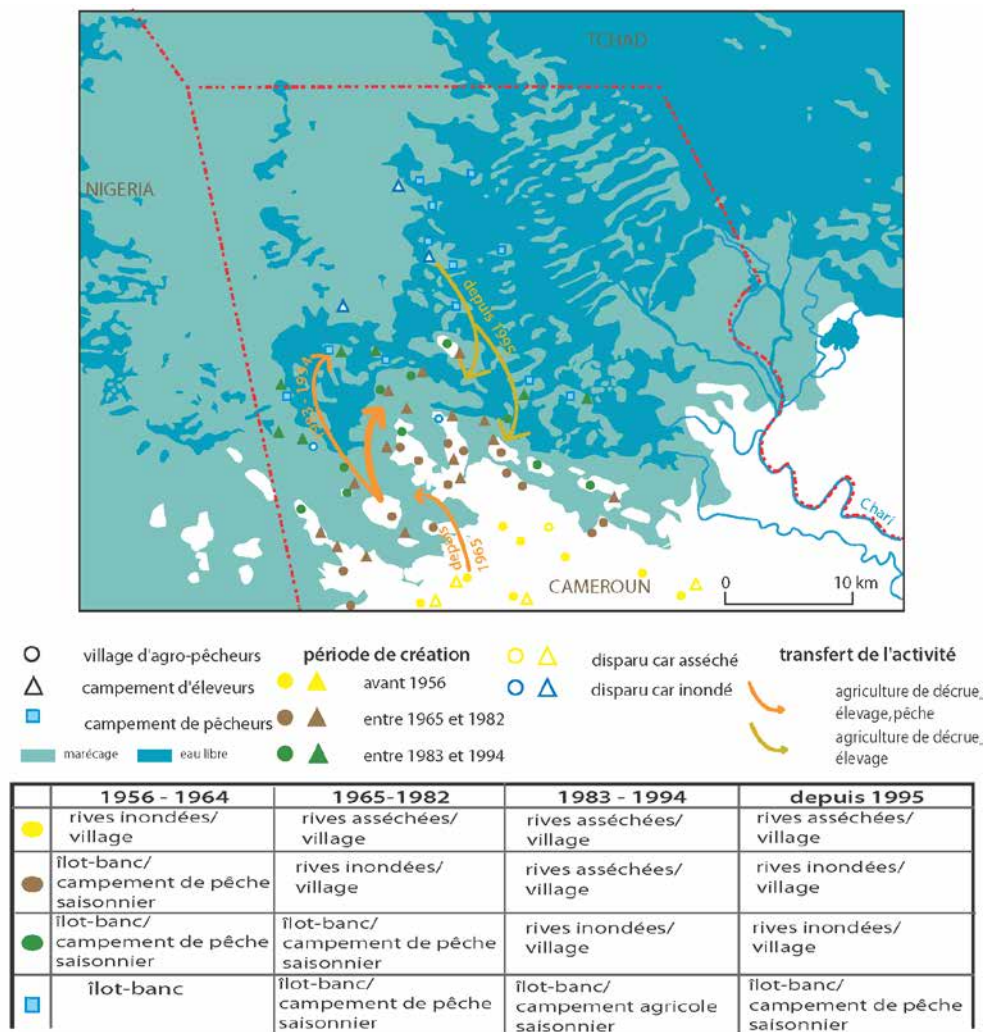 TCHAD
NIGERIA
depuis 1995
1983 - 1994
depuis 1965
Chari
CAMEROUN
0 10 km
village d'agro-pêcheurs
campement d'éleveurs
campement de pêcheurs
marécage eau libre
période de création
avant 1956
entre 1965 et 1982
entre 1983 et 1994
disparu car asséché
disparu car inondé
transfert de l'activité
agriculture de décrue,
élevage, pêche
agriculture de décrue,
élevage
1956 - 1964 1965-1982 1983 - 1994 depuis 1995
rives inondées/
village
rives asséchées/
village
rives asséchées/
village
rives asséchées/
village
îlot-banc/
campement de pêche
saisonnier
rives inondées/
village
rives asséchées/
village
rives inondées/
village
îlot-banc/
campement de pêche
saisonnier
îlot-banc/
campement de pêche
saisonnier
rives inondées/
village
rives inondées/
village
îlot-banc
îlot-banc/
campement de pêche
saisonnier
îlot-banc/
campement agricole
saisonnier
îlot-banc/
campement de pêche
saisonnier